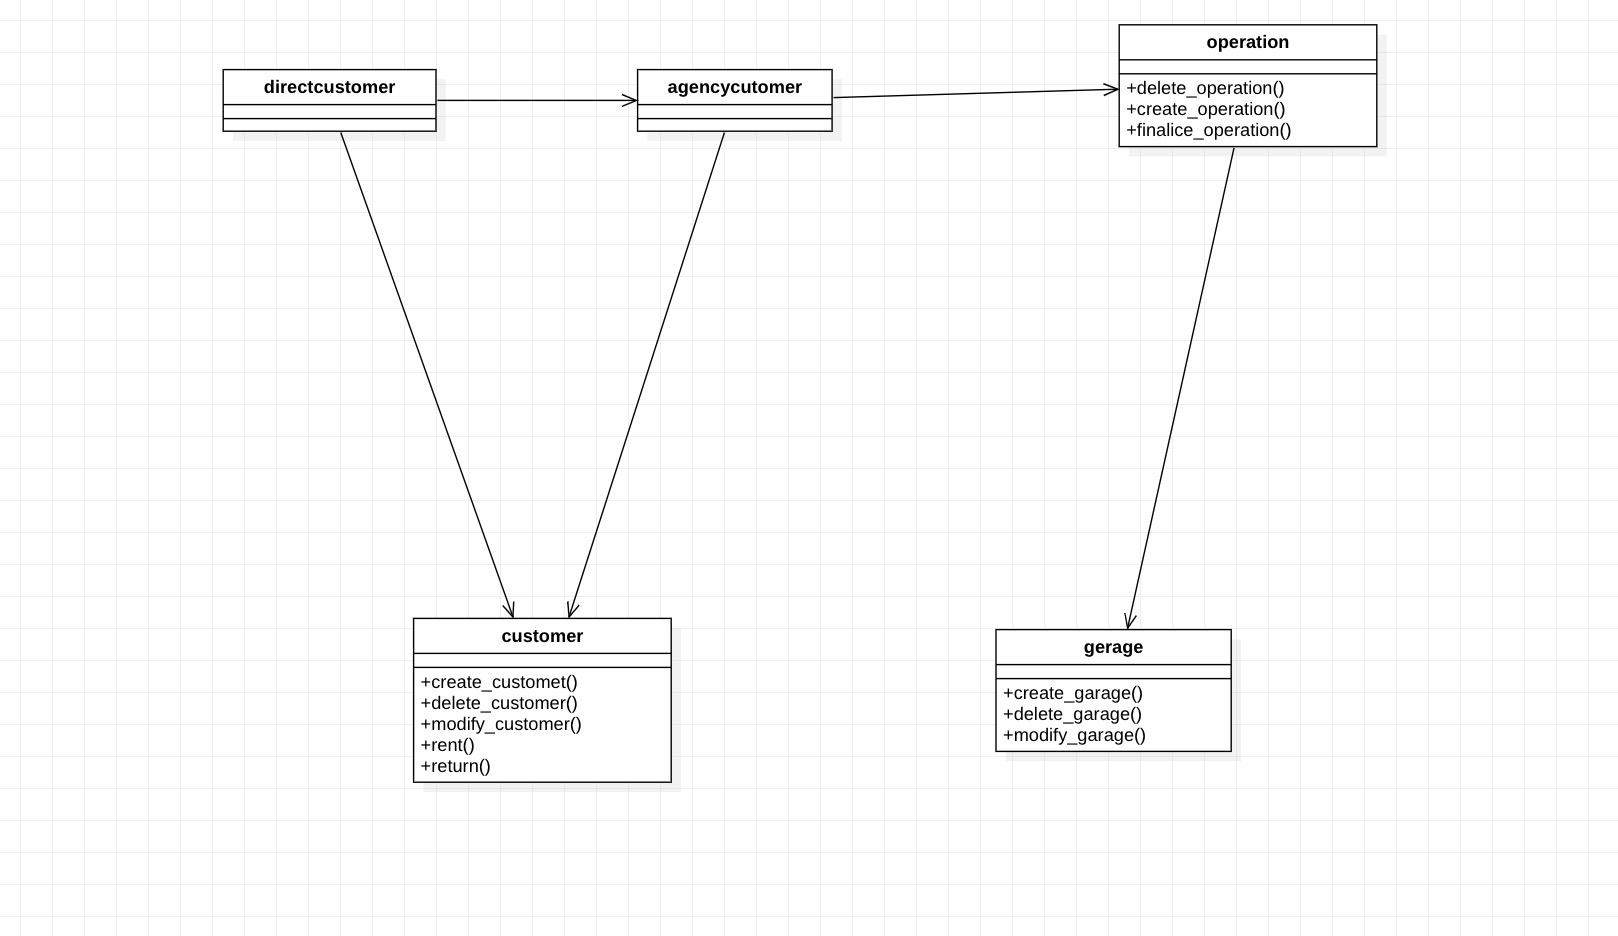 directcustomer
agencycutomer
operation
+delete_operation()
+create_operation()
+finalice_operation()
customer
+create_customet()
+delete_customer()
+modify_customer()
+rent()
+return()
gerage
+create_garage()
+delete_garage()
+modify_garage()